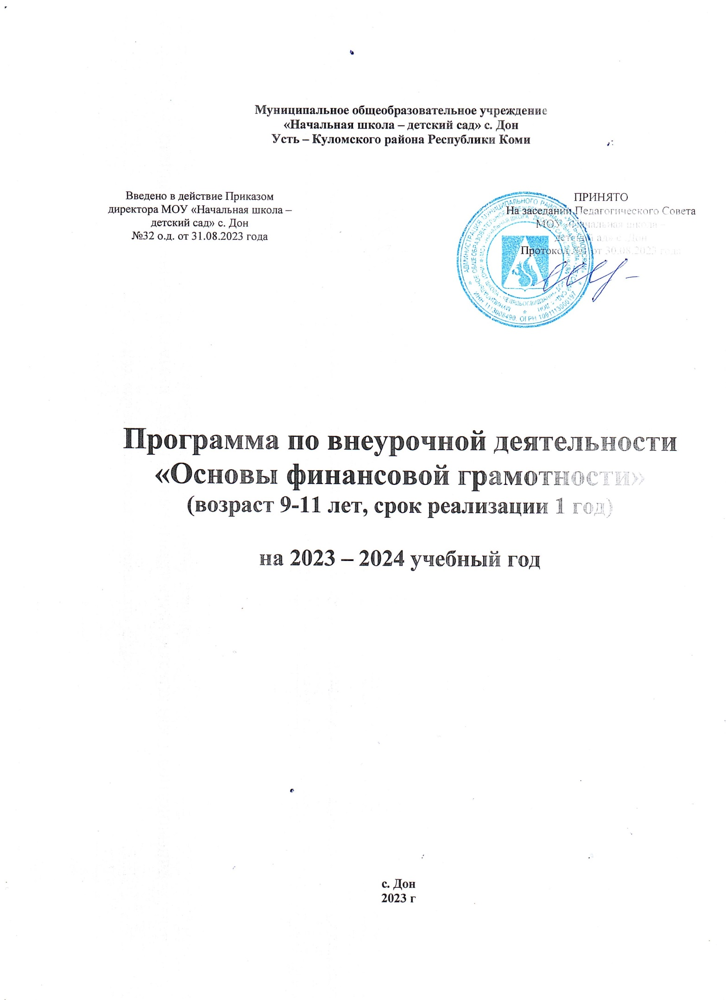 Муниципальное общеобразовательное учреждение
«Начальная школа – детский сад» с. Дон
Усть – Куломского района Республики Коми
Введено в действие Приказом
директора МОУ «Начальная школа –
детский сад» с. Дон
№32 о.д. от 31.08.2023 года
ПРИНЯТО
На заседании Педагогического Совета
МОУ «Начальная школа –
детский сад» с. Дон
Протокол от 30.08.2023 года
ИНН 1113008490. ОГРН 1091113000197
Программа по внеурочной деятельности
«Основы финансовой грамотности»
(возраст 9-11 лет, срок реализации 1 год)
на 2023 – 2024 учебный год
с. Дон
2023 г